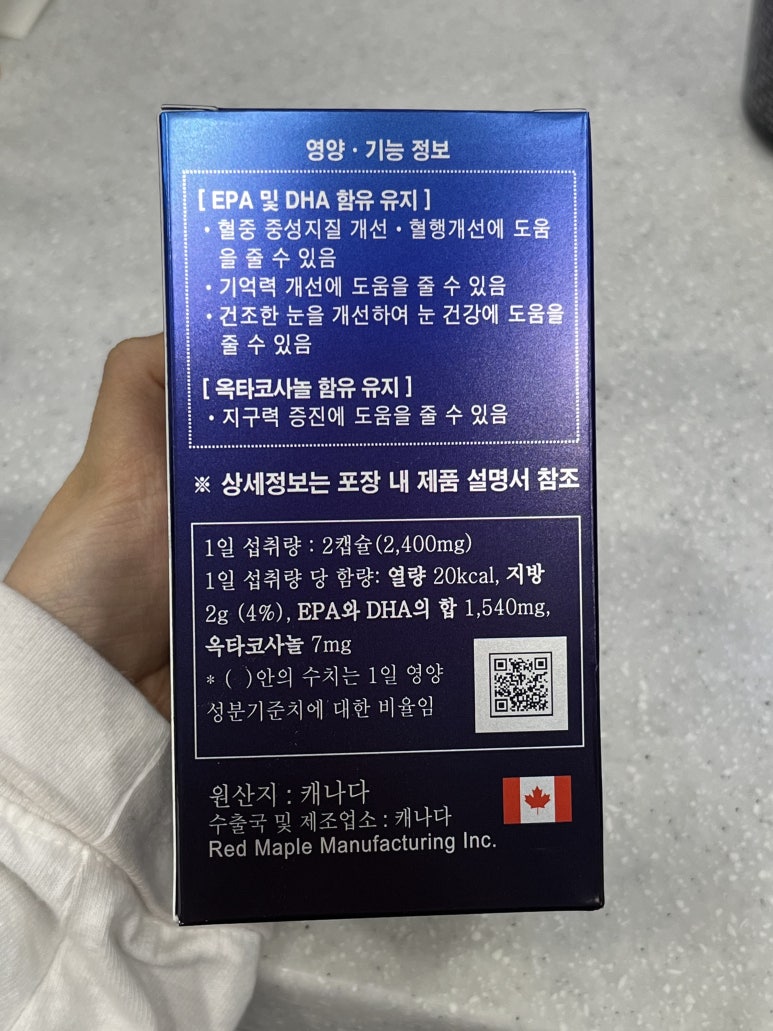 영양 · 기능 정보
[ EPA 및 DHA 함유 유지 ]
• 혈중 중성지질 개선 • 혈행개선에 도움
을 줄 수 있음
• 기억력 개선에 도움을 줄 수 있음
• 건조한 눈을 개선하여 눈 건강에 도움을
줄 수 있음
[ 옥타코사놀 함유 유지 ]
• 지구력 증진에 도움을 줄 수 있음
※ 상세정보는 포장 내 제품 설명서 참조
1일 섭취량 : 2캡슐(2,400mg)
1일 섭취량 당 함량: 열량 20kcal, 지방
2g (4%), EPA와 DHA의 합 1,540mg,
옥타코사놀 7mg
* ( )안의 수치는 1일 영양
성분기준치에 대한 비율임
원산지 : 캐나다
수출국 및 제조업소 : 캐나다
Red Maple Manufacturing Inc.